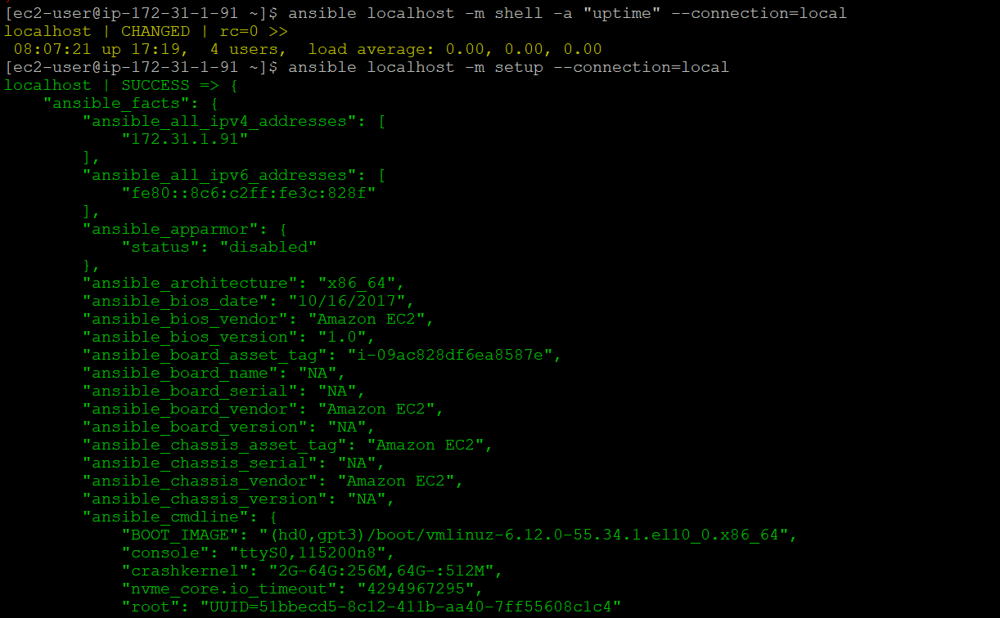 [ec2-user@ip-172-31-1-91 ~]$ ansible localhost -m shell -a "uptime" --connection=local
localhost | CHANGED | rc=0 >>
 08:07:21 up 17:19,  4 users,  load average: 0.00, 0.00, 0.00
[ec2-user@ip-172-31-1-91 ~]$ ansible localhost -m setup --connection=local
localhost | SUCCESS => {
    "ansible_facts": {
        "ansible_all_ipv4_addresses": [
            "172.31.1.91"
        ],
        "ansible_all_ipv6_addresses": [
            "fe80::8c6:c2ff:fe3c:828f"
        ],
        "ansible_apparmor": {
            "status": "disabled"
        },
        "ansible_architecture": "x86_64",
        "ansible_bios_date": "10/16/2017",
        "ansible_bios_vendor": "Amazon EC2",
        "ansible_bios_version": "1.0",
        "ansible_board_asset_tag": "i-09ac828df6ea8587e",
        "ansible_board_name": "NA",
        "ansible_board_serial": "NA",
        "ansible_board_vendor": "Amazon EC2",
        "ansible_board_version": "NA",
        "ansible_chassis_asset_tag": "Amazon EC2",
        "ansible_chassis_serial": "NA",
        "ansible_chassis_vendor": "Amazon EC2",
        "ansible_chassis_version": "NA",
        "ansible_cmdline": {
            "BOOT_IMAGE": "(hd0,gpt3)/boot/vmlinuz-6.12.0-55.34.1.el10_0.x86_64",
            "console": "ttyS0,115200n8",
            "crashkernel": "2G-64G:256M,64G-:512M",
            "nvme_core.io_timeout": "4294967295",
            "root": "UUID=51bbecd5-8c12-411b-aa40-7ff55608c1c4"